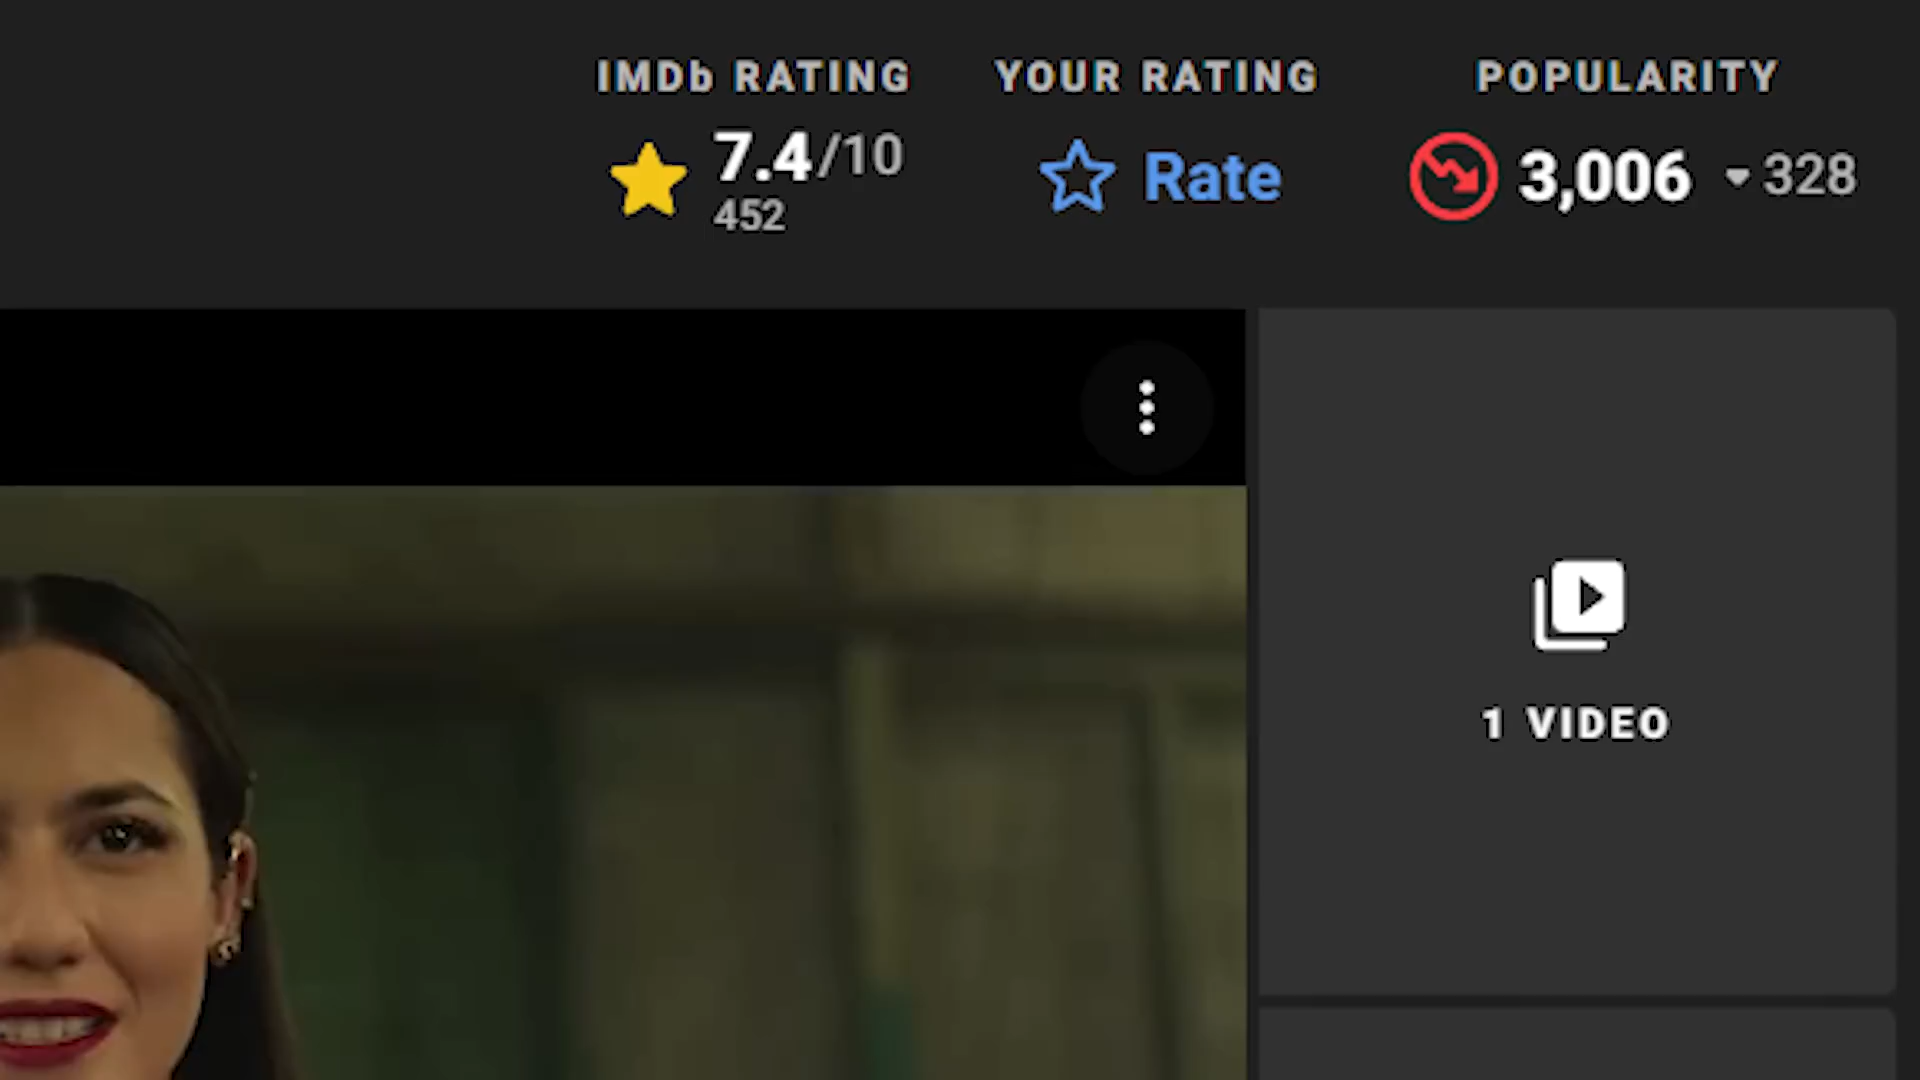 IMDb RATING YOUR RATING POPULARITY
7.4/10 Rate 3,006 328
452
1 VIDEO